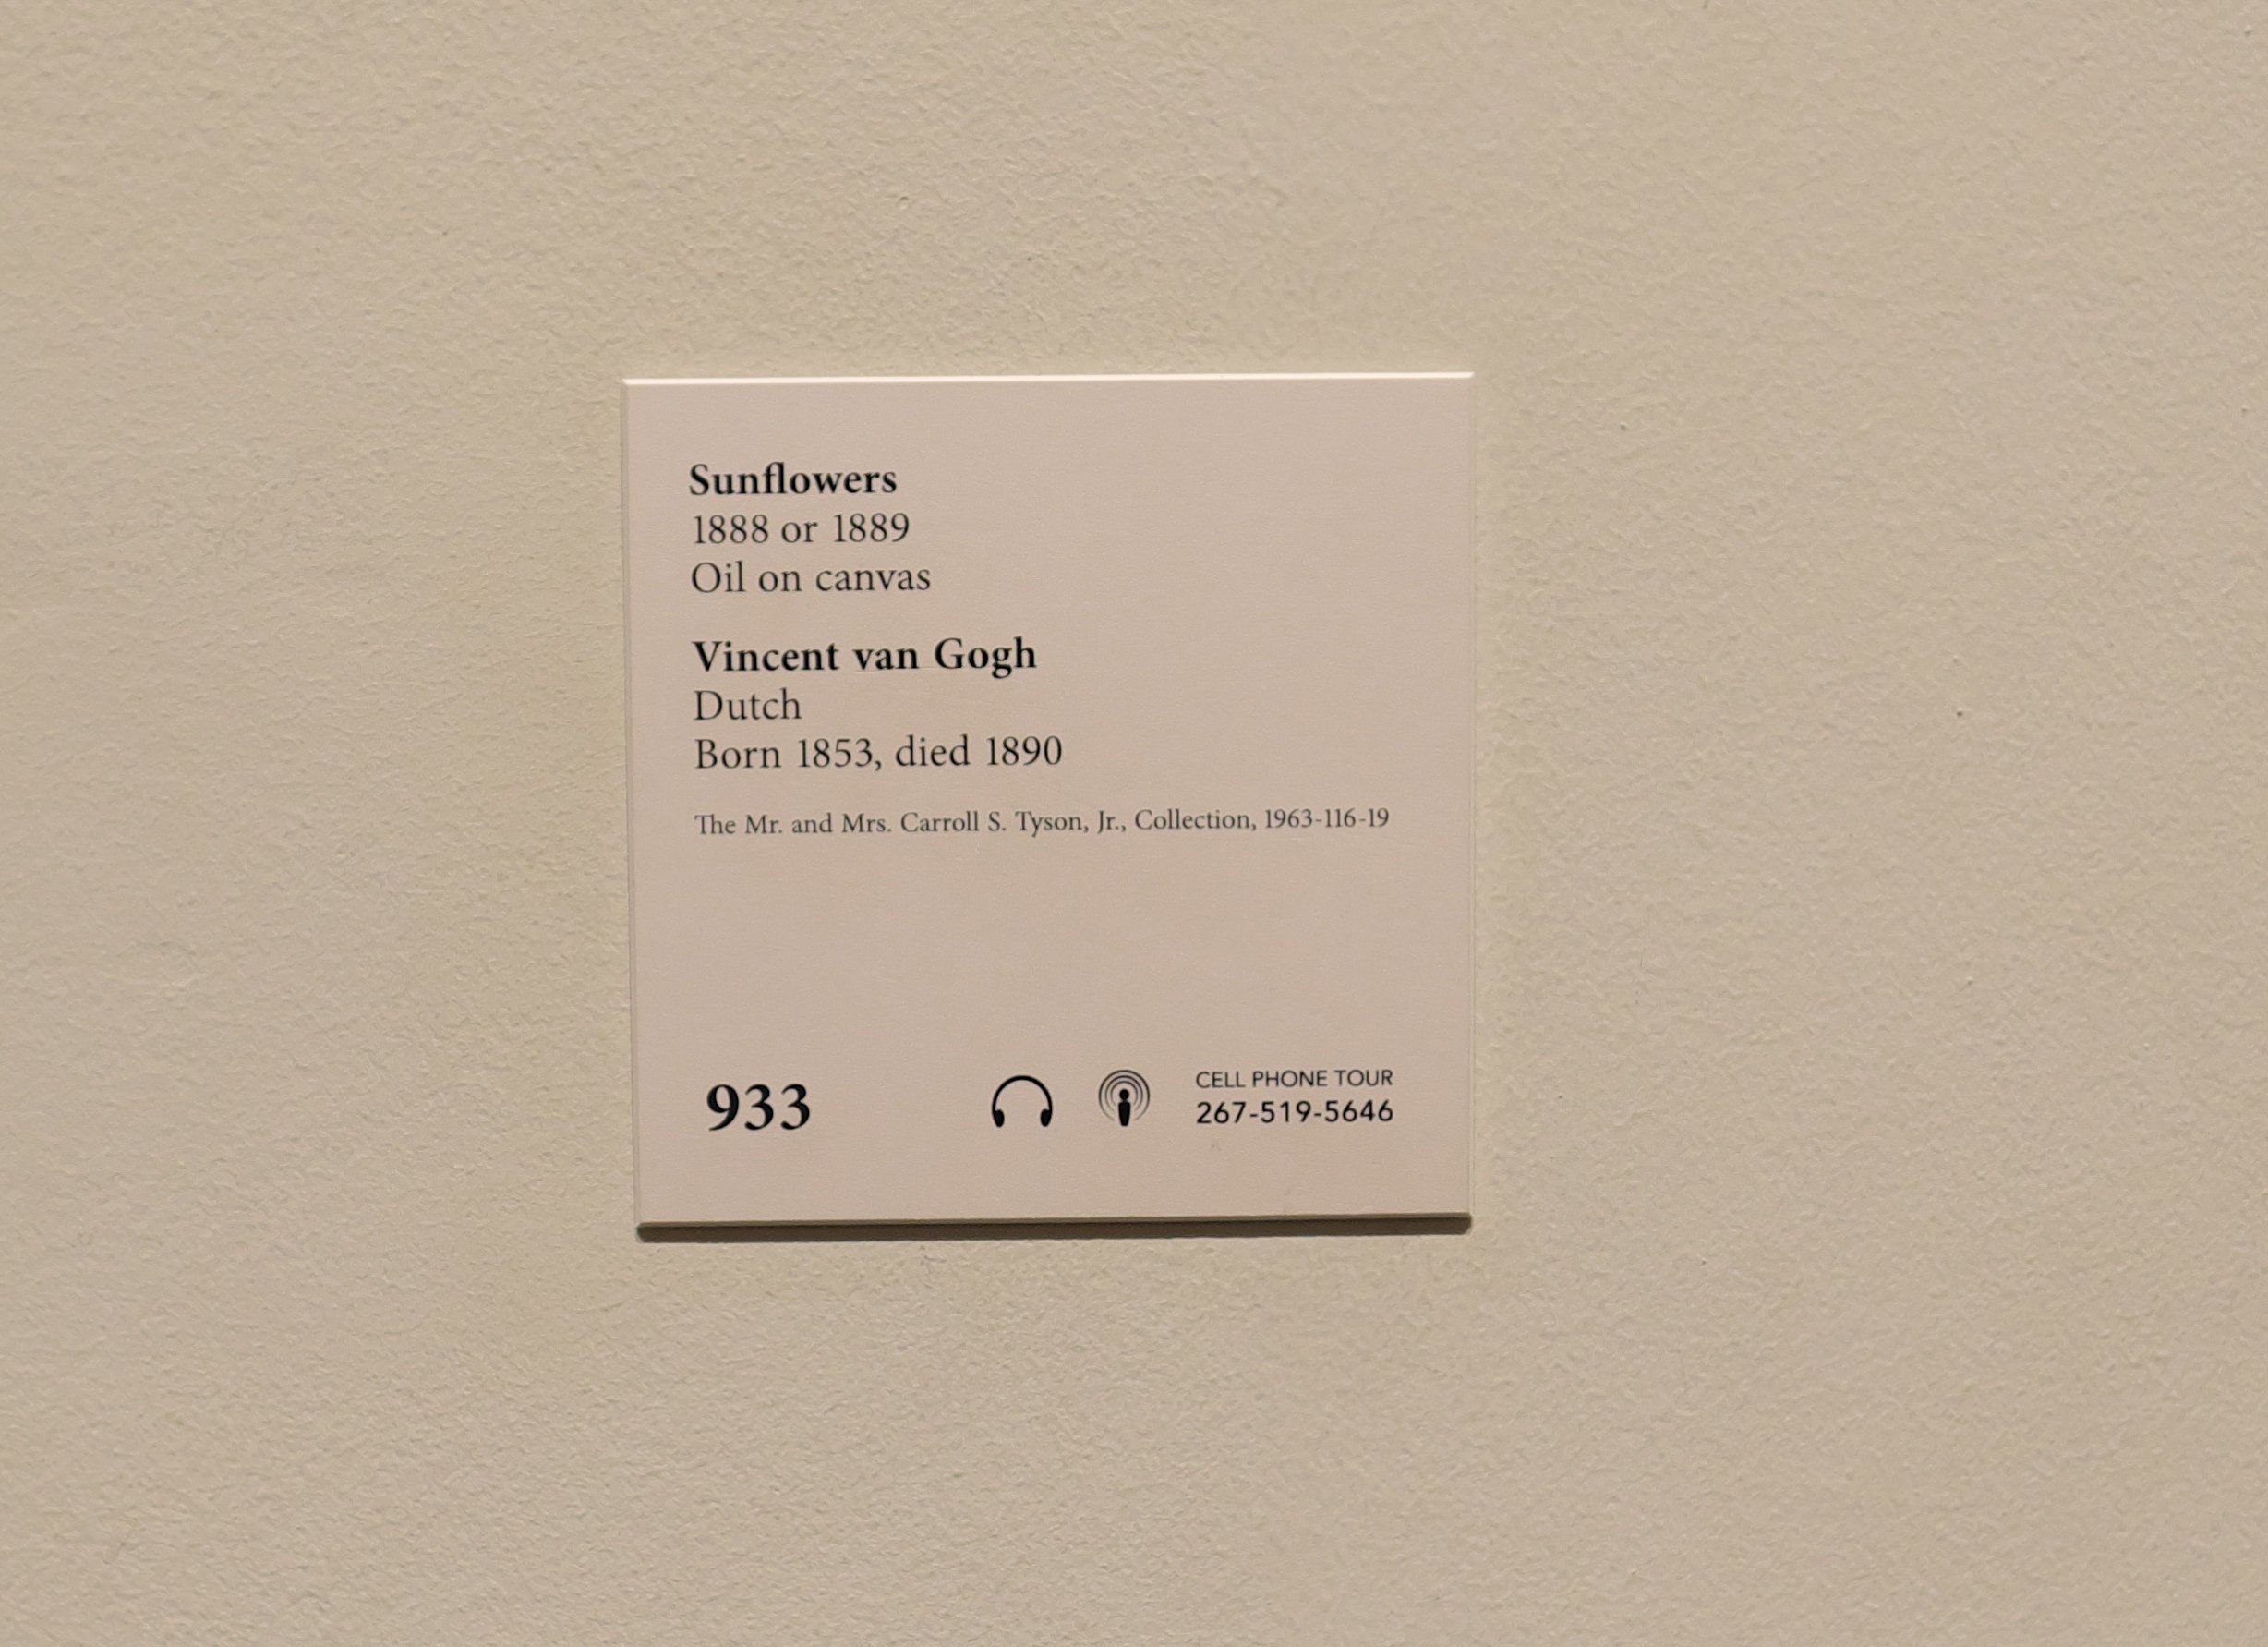 Sunflowers
1888 or 1889
Oil on canvas
Vincent van Gogh
Dutch
Born 1853, died 1890
The Mr. and Mrs. Carroll S. Tyson, Jr., Collection, 1963-116-19
933
CELL PHONE TOUR
267-519-5646